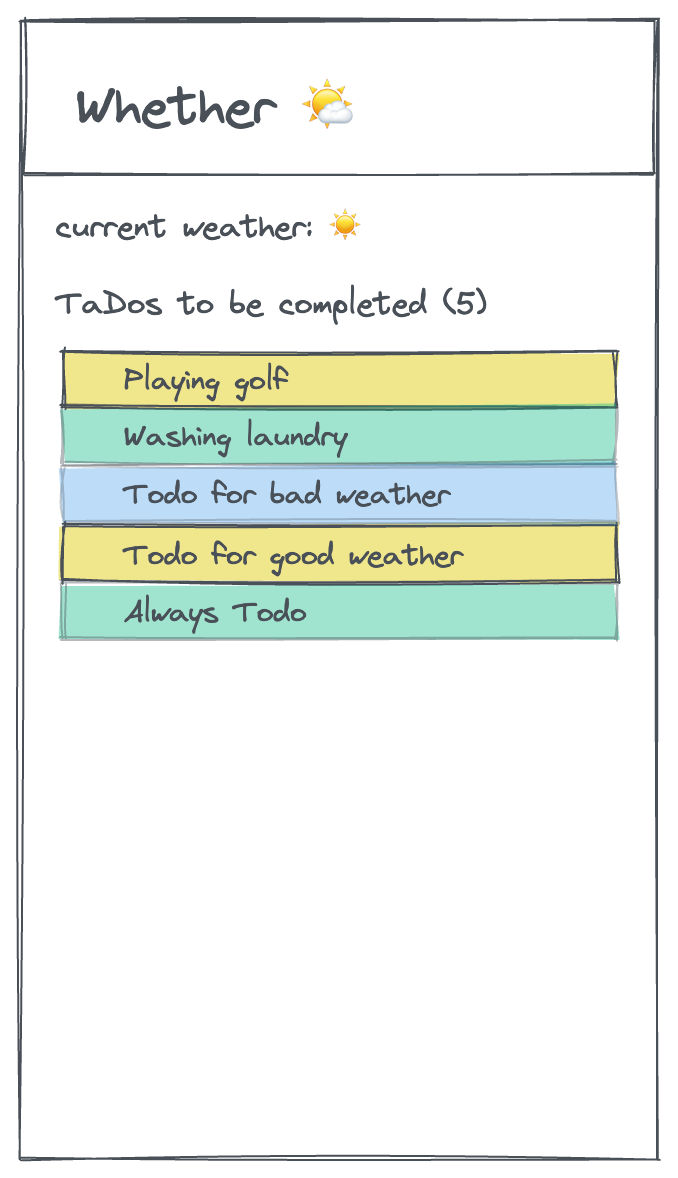 Whether 🌤️
current weather: ☀️
TaDos to be completed (5)
Playing golf
Washing laundry
Todo for bad weather
Todo for good weather
Always Todo